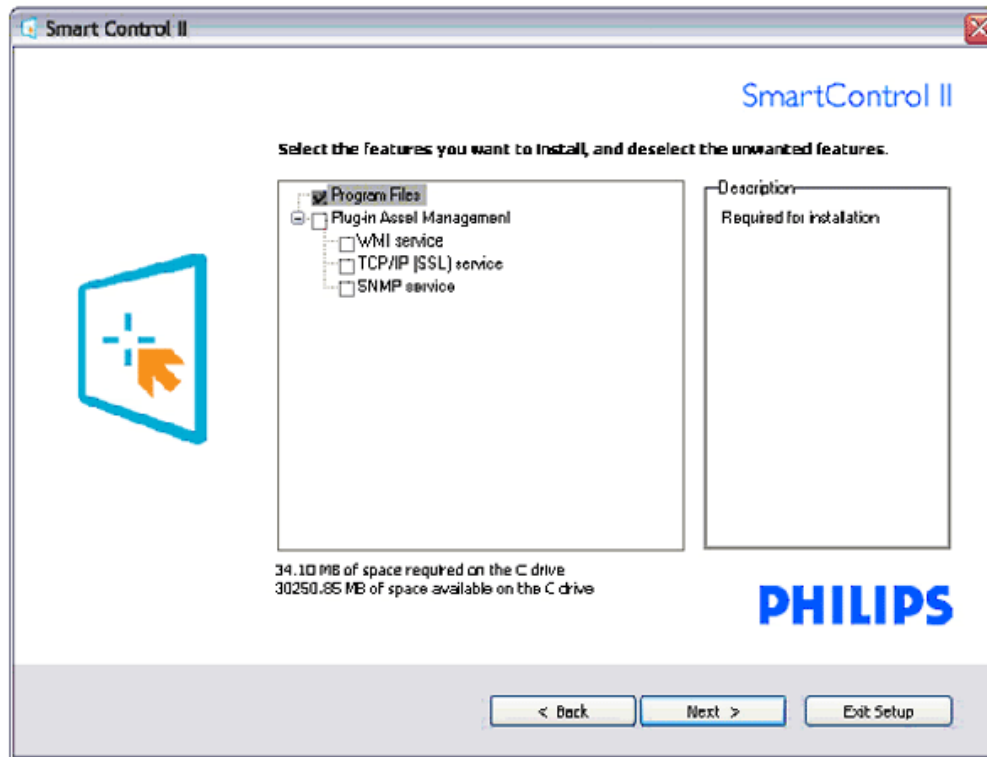 Smart Control II
SmartControl II
Select the features you want to install, and deselect the unwanted features.
Program Files
Plug-in Asset Management
WMI service
TCP/IP (SSL) service
SNMP service
Description
Required for installation
34.10 MB of space required on the C drive
30250.85 MB of space available on the C drive
PHILIPS
< Back
Next >
Exit Setup